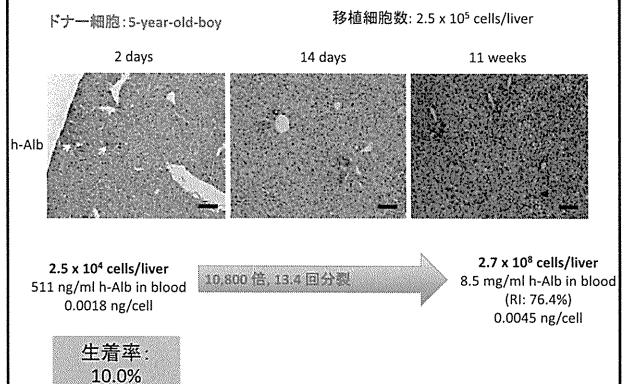 ドナー細胞：5-year-old-boy
移植細胞数: 2.5 x 10⁵ cells/liver
2 days
14 days
11 weeks
h-Alb
2.5 x 10⁴ cells/liver
511 ng/ml h-Alb in blood
0.0018 ng/cell
10,800 倍, 13.4 回分裂
2.7 x 10⁸ cells/liver
8.5 mg/ml h-Alb in blood
(RI: 76.4%)
0.0045 ng/cell
生着率：
10.0%